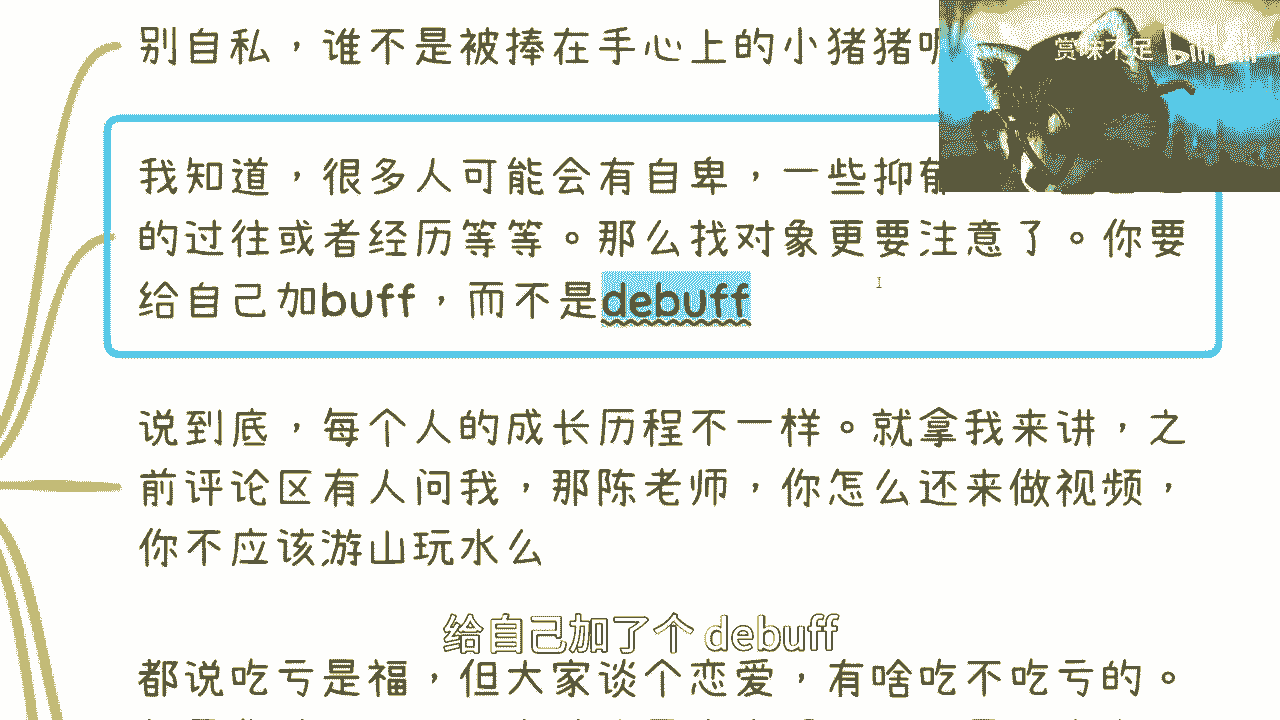 别自私，谁不是被捧在手心上的小猪猪呢
赏味不足 bilibili
我知道，很多人可能会有自卑，一些抑郁
的过往或者经历等等。那么找对象更要注意了。你要
给自己加buff，而不是debuff
说到底，每个人的成长历程不一样。就拿我来讲，之
前评论区有人问我，那陈老师，你怎么还来做视频，
你不应该游山玩水么
给自己加了个 debuff
都说吃亏是福，但大家谈个恋爱，有啥吃不吃亏的。